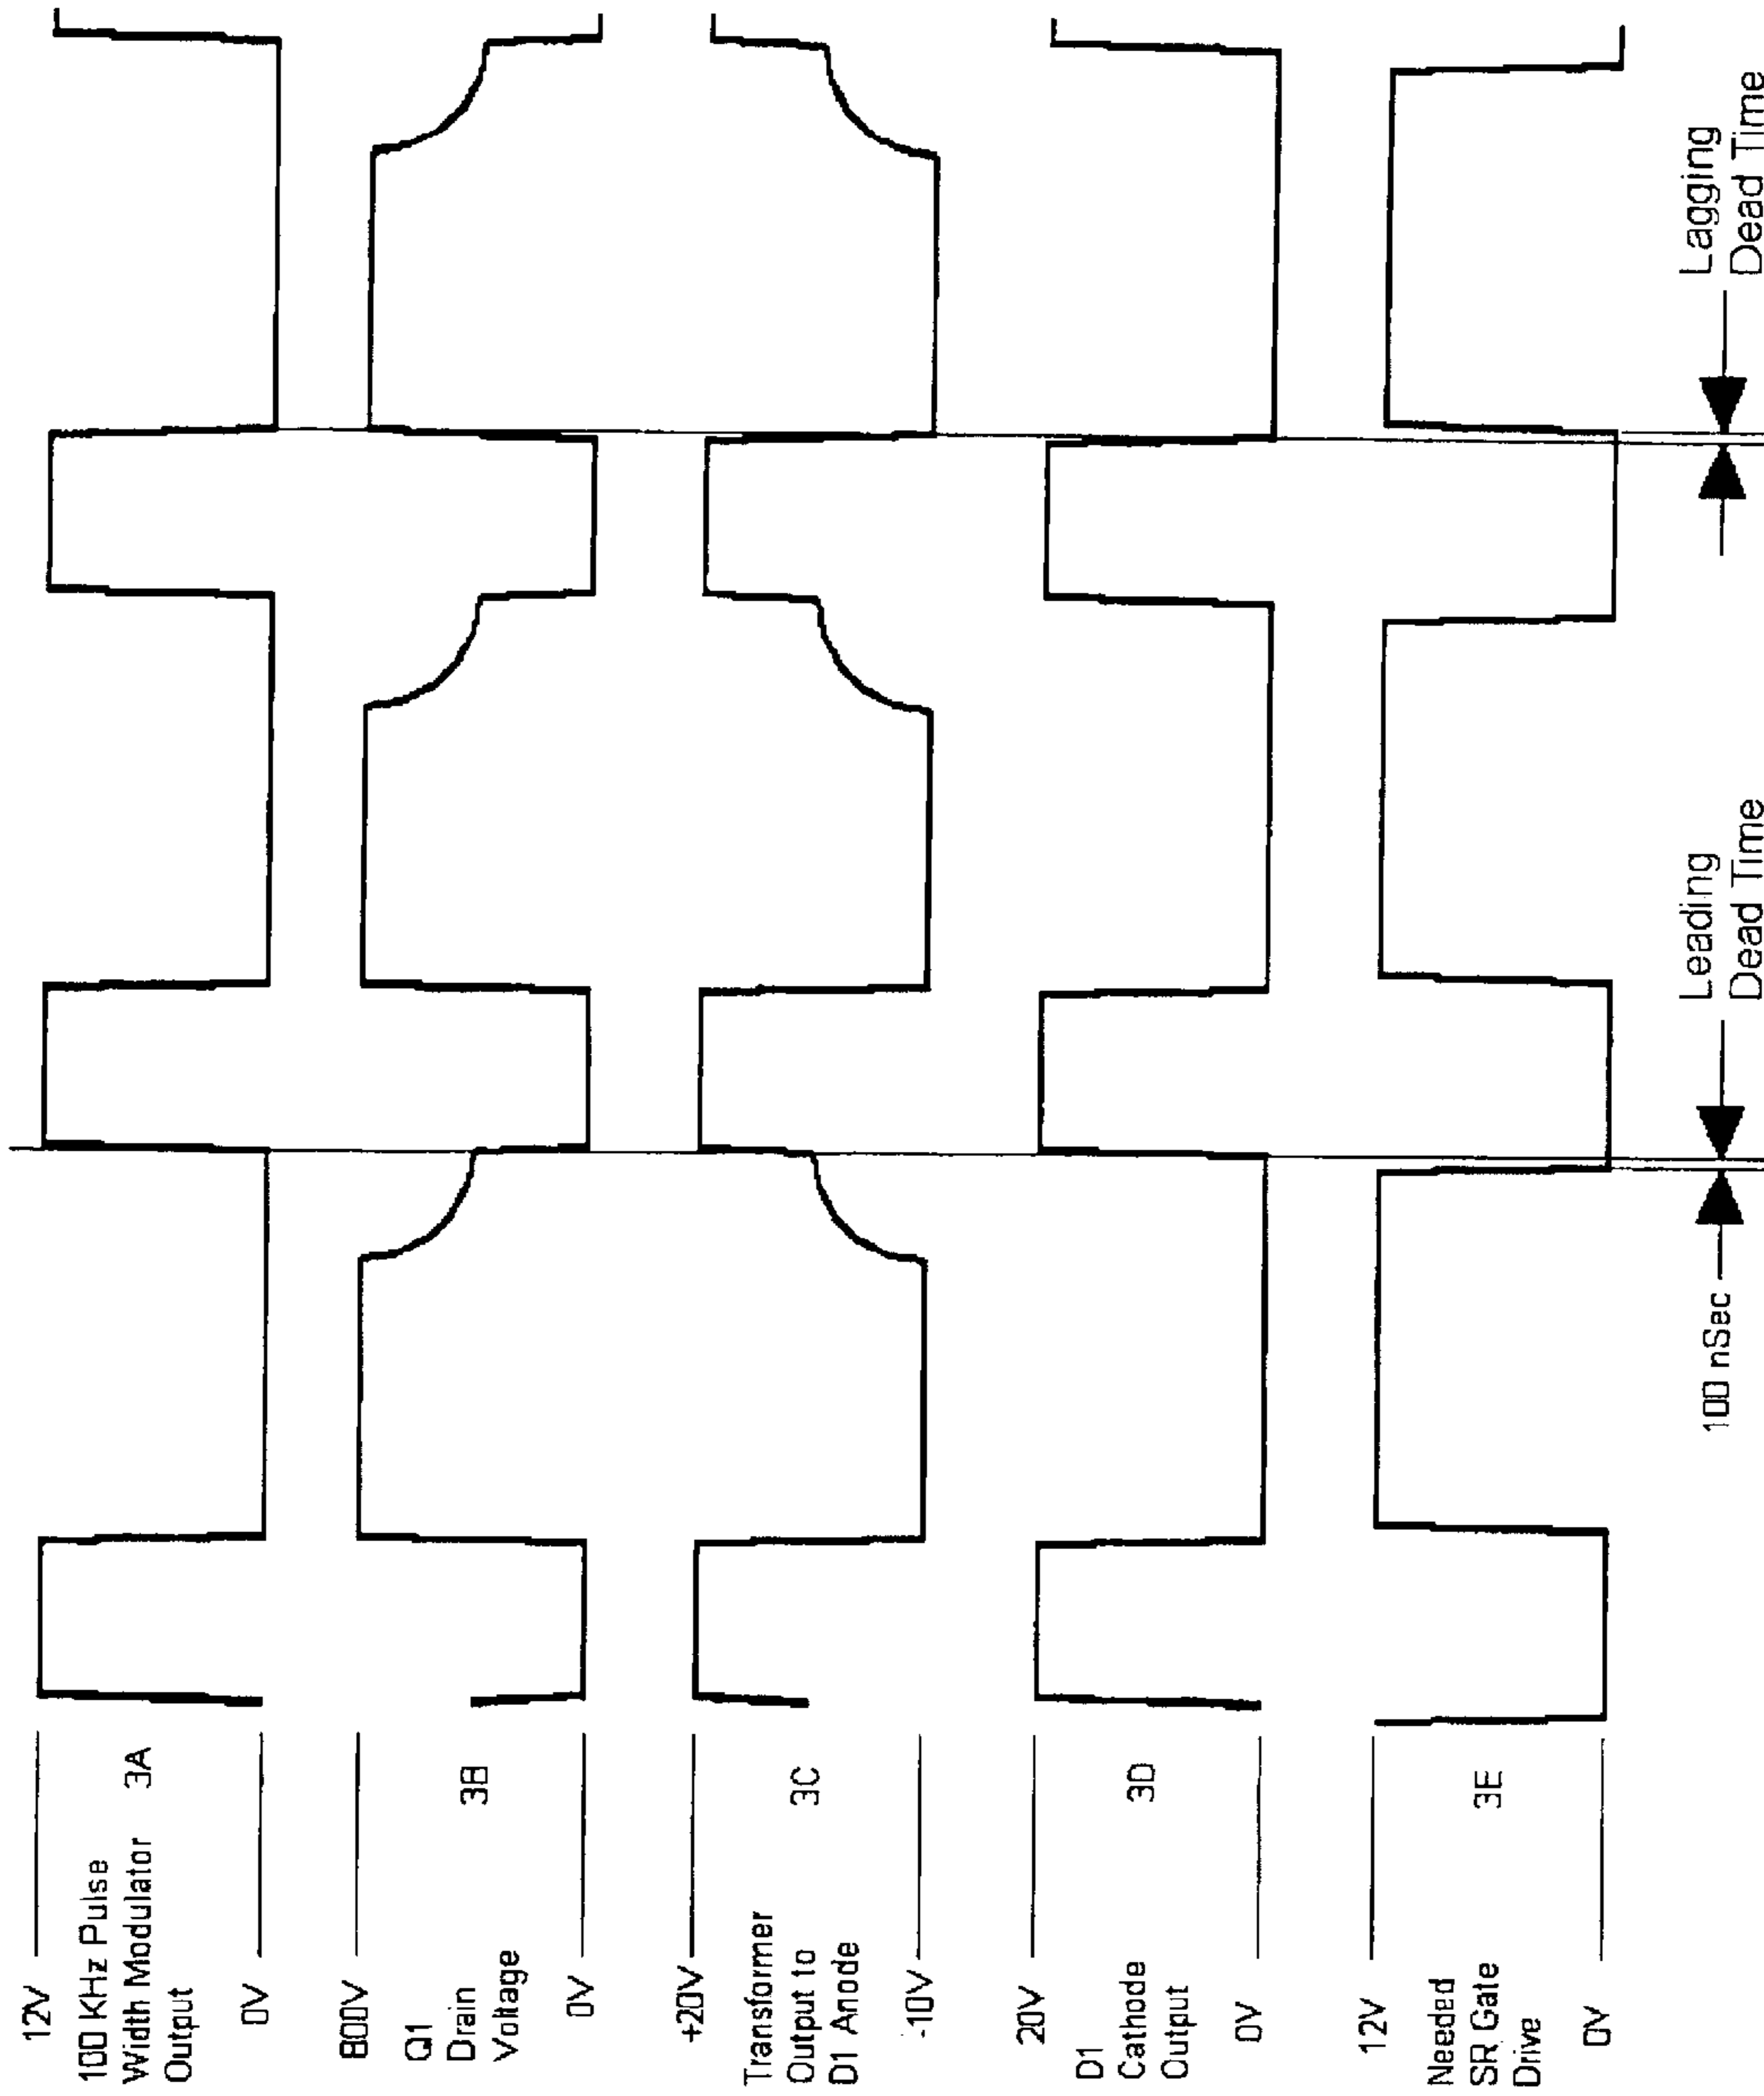 12V
100 KHz Pulse
Width Modulator 3A
Output
0V
800V
Q1
Drain 3B
Voltage
0V
+20V
Transformer
Output to 3C
D1 Anode
-10V
20V
D1
Cathode 3D
Output
0V
12V
Needed
SR Gate 3E
Drive
0V
100 nSec
Leading
Dead Time
Lagging
Dead Time